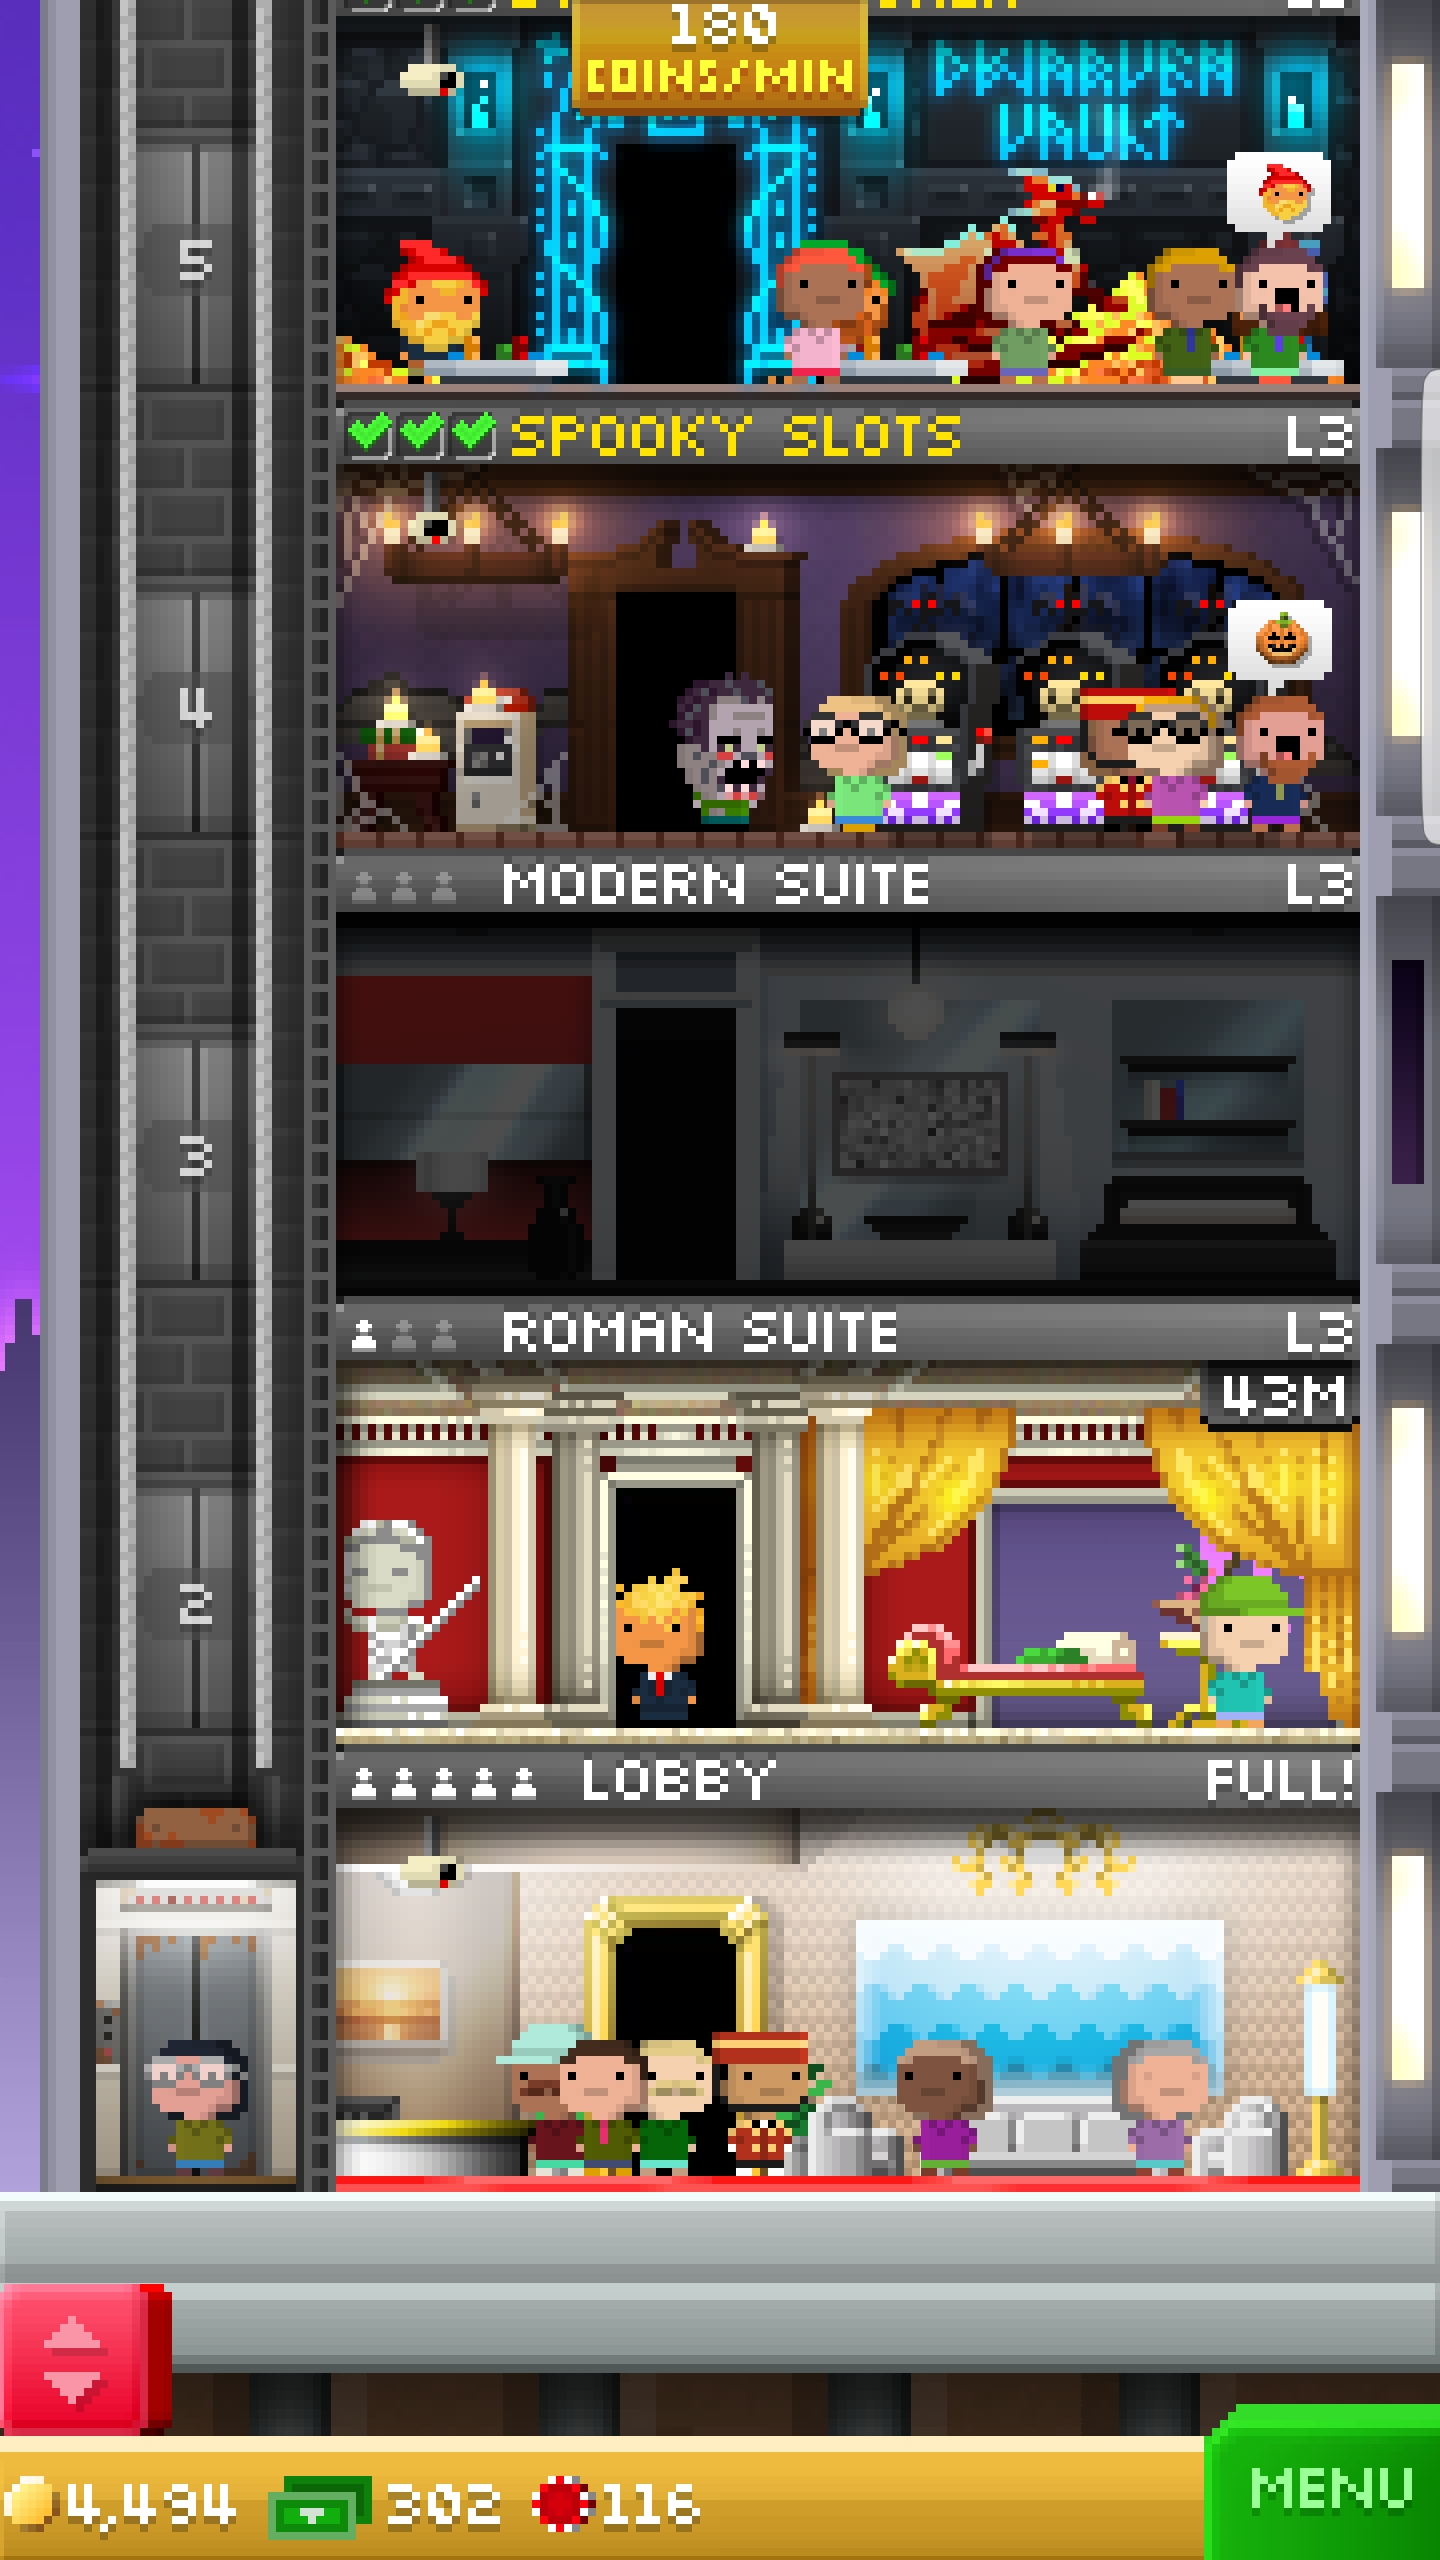 180
COINS/MIN
DWARVEN
VAULT
5
SPOOKY SLOTS L3
4
MODERN SUITE L3
3
ROMAN SUITE L3
43M
2
LOBBY FULL!
4,494 302 116
MENU